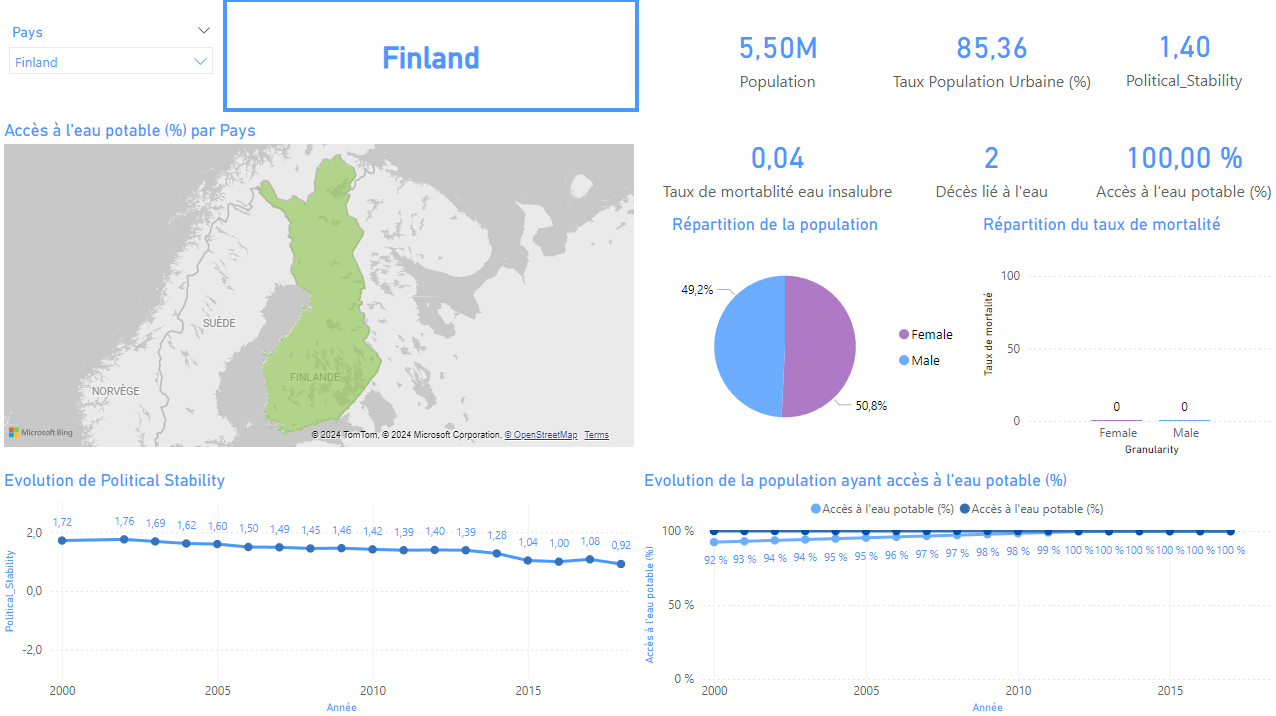 Pays
Finland
Finland
5,50M
Population
85,36
Taux Population Urbaine (%)
1,40
Political_Stability
0,04
Taux de mortablité eau insalubre
2
Décès lié à l'eau
100,00 %
Accès à l'eau potable (%)
Accès à l'eau potable (%) par Pays
SUÈDE
NORVÈGE
FINLANDE
Microsoft Bing
© 2024 TomTom, © 2024 Microsoft Corporation, © OpenStreetMap Terms
Répartition de la population
49,2%
50,8%
Female
Male
Répartition du taux de mortalité
Taux de mortalité
100
50
0
0 0
Female Male
Granularity
Evolution de Political Stability
Political_Stability
2,0
0,0
-2,0
1,72 1,76 1,69 1,62 1,60 1,50 1,49 1,45 1,46 1,42 1,39 1,40 1,39 1,28 1,04 1,00 1,08 0,92
2000 2005 2010 2015
Année
Evolution de la population ayant accès à l'eau potable (%)
Accès à l'eau potable (%) Accès à l'eau potable (%)
Accès à l'eau potable (%)
100 %
50 %
0 %
92 % 93 % 94 % 94 % 95 % 95 % 96 % 97 % 97 % 98 % 98 % 99 % 100 % 100 % 100 % 100 % 100 % 100 %
2000 2005 2010 2015
Année